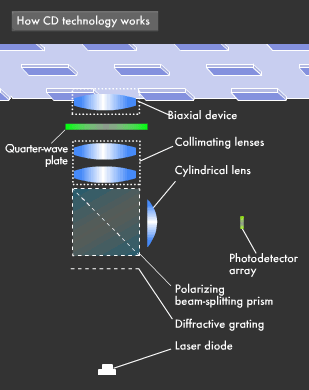 How CD technology works
Biaxial device
Quarter-wave
plate
Collimating lenses
Cylindrical lens
Photodetector
array
Polarizing
beam-splitting prism
Diffractive grating
Laser diode